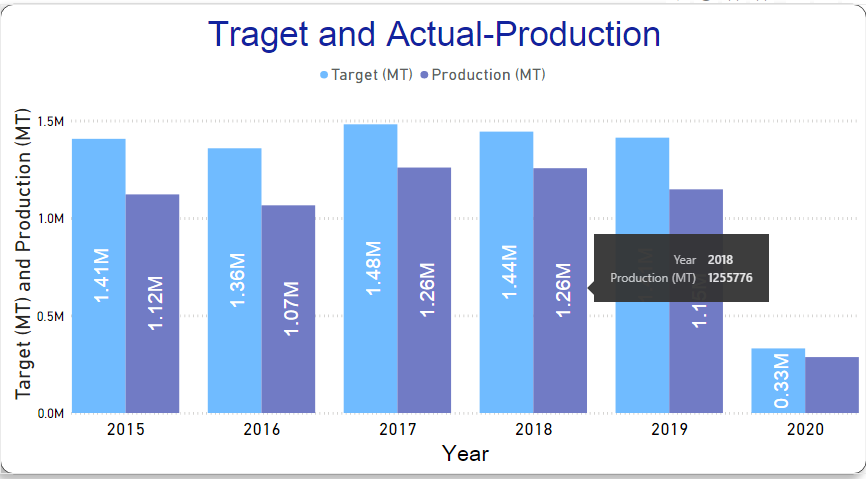 Traget and Actual-Production
Target (MT) Production (MT)
Target (MT) and Production (MT)
1.5M
1.0M
0.5M
0.0M
1.41M
1.12M
1.36M
1.07M
1.48M
1.26M
1.44M
1.26M
Year 2018
Production (MT) 1255776
0.33M
2015 2016 2017 2018 2019 2020
Year